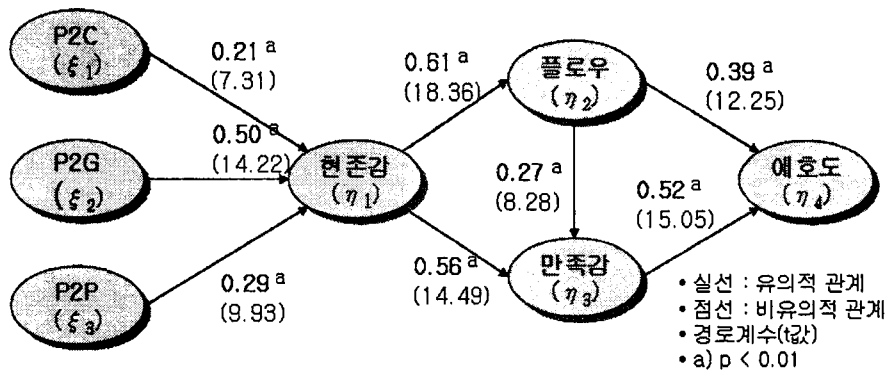 P2C
(ξ1)
0.21 a
(7.31)
P2G
(ξ2)
0.50 a
(14.22)
P2P
(ξ3)
0.29 a
(9.93)
현존감
(η1)
0.61 a
(18.36)
0.56 a
(14.49)
플로우
(η2)
0.27 a
(8.28)
만족감
(η3)
0.39 a
(12.25)
0.52 a
(15.05)
애호도
(η4)
• 실선 : 유의적 관계
• 점선 : 비유의적 관계
• 경로계수(t값)
• a) p < 0.01